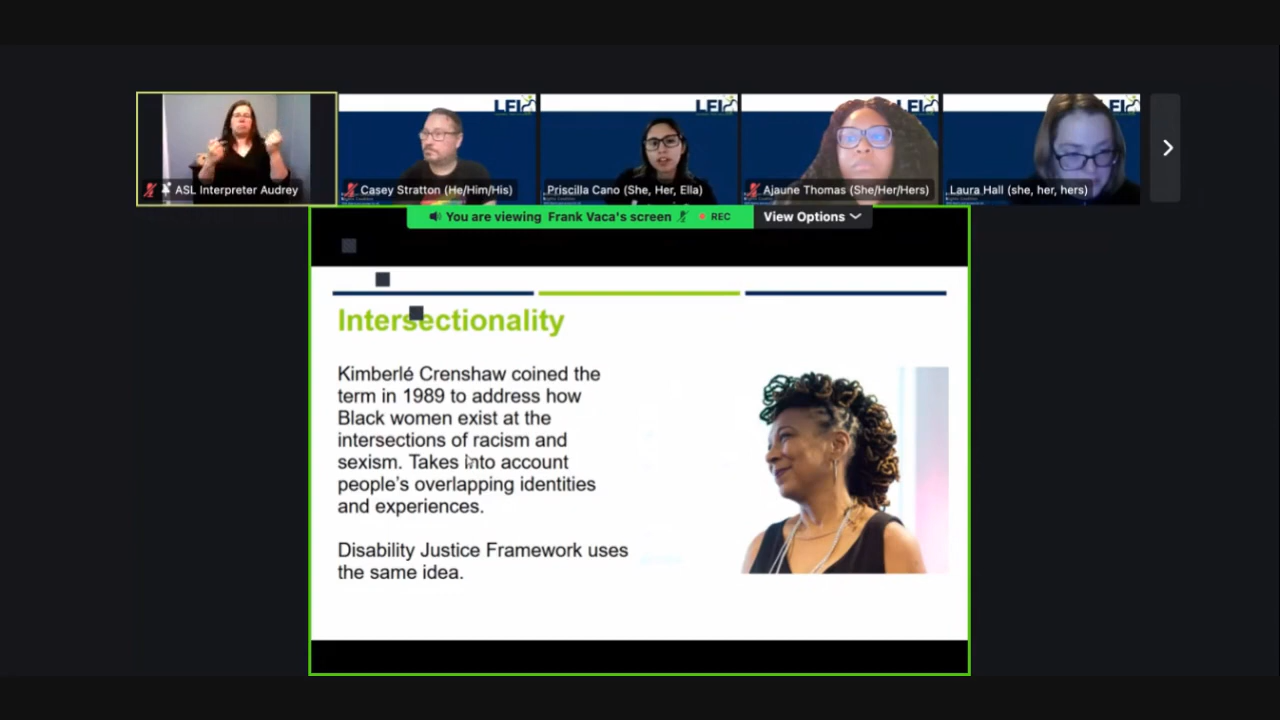 LEI
LEI
LEI
LEI
ASL Interpreter Audrey
Casey Stratton (He/Him/His)
Priscilla Cano (She, Her, Ella)
Ajaune Thomas (She/Her/Hers)
Laura Hall (she, her, hers)
You are viewing Frank Vaca's screen
REC
View Options
Intersectionality
Kimberlé Crenshaw coined the
term in 1989 to address how
Black women exist at the
intersections of racism and
sexism. Takes into account
people's overlapping identities
and experiences.
Disability Justice Framework uses
the same idea.